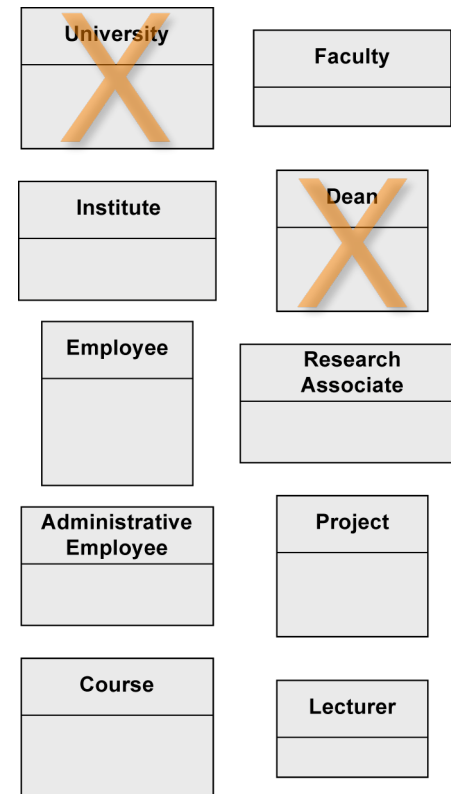 University
Faculty
Institute
Dean
Employee
Research
Associate
Administrative
Employee
Project
Course
Lecturer